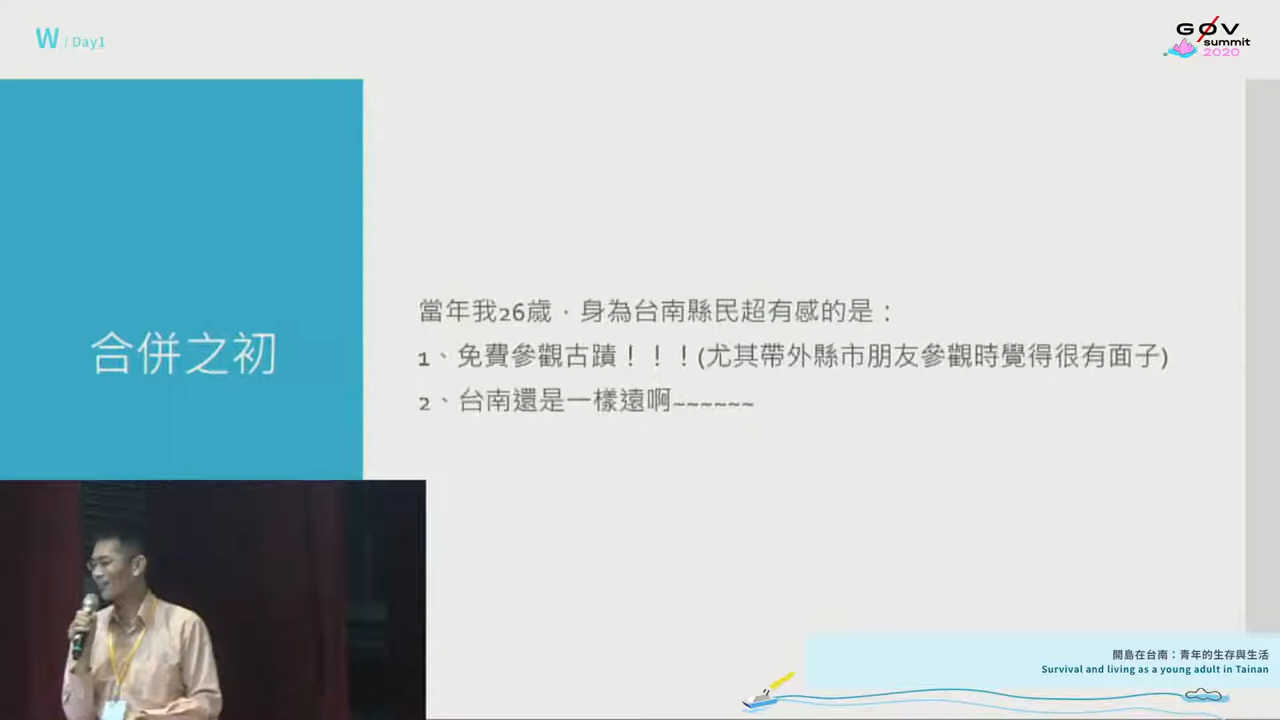 W / Day1
GØV
summit
2020
合併之初
當年我26歲，身為台南縣民超有感的是：
1、免費參觀古蹟！！！(尤其帶外縣市朋友參觀時覺得很有面子)
2、台南還是一樣遠啊~~~~~~
開島在台南：青年的生存與生活
Survival and living as a young adult in Tainan